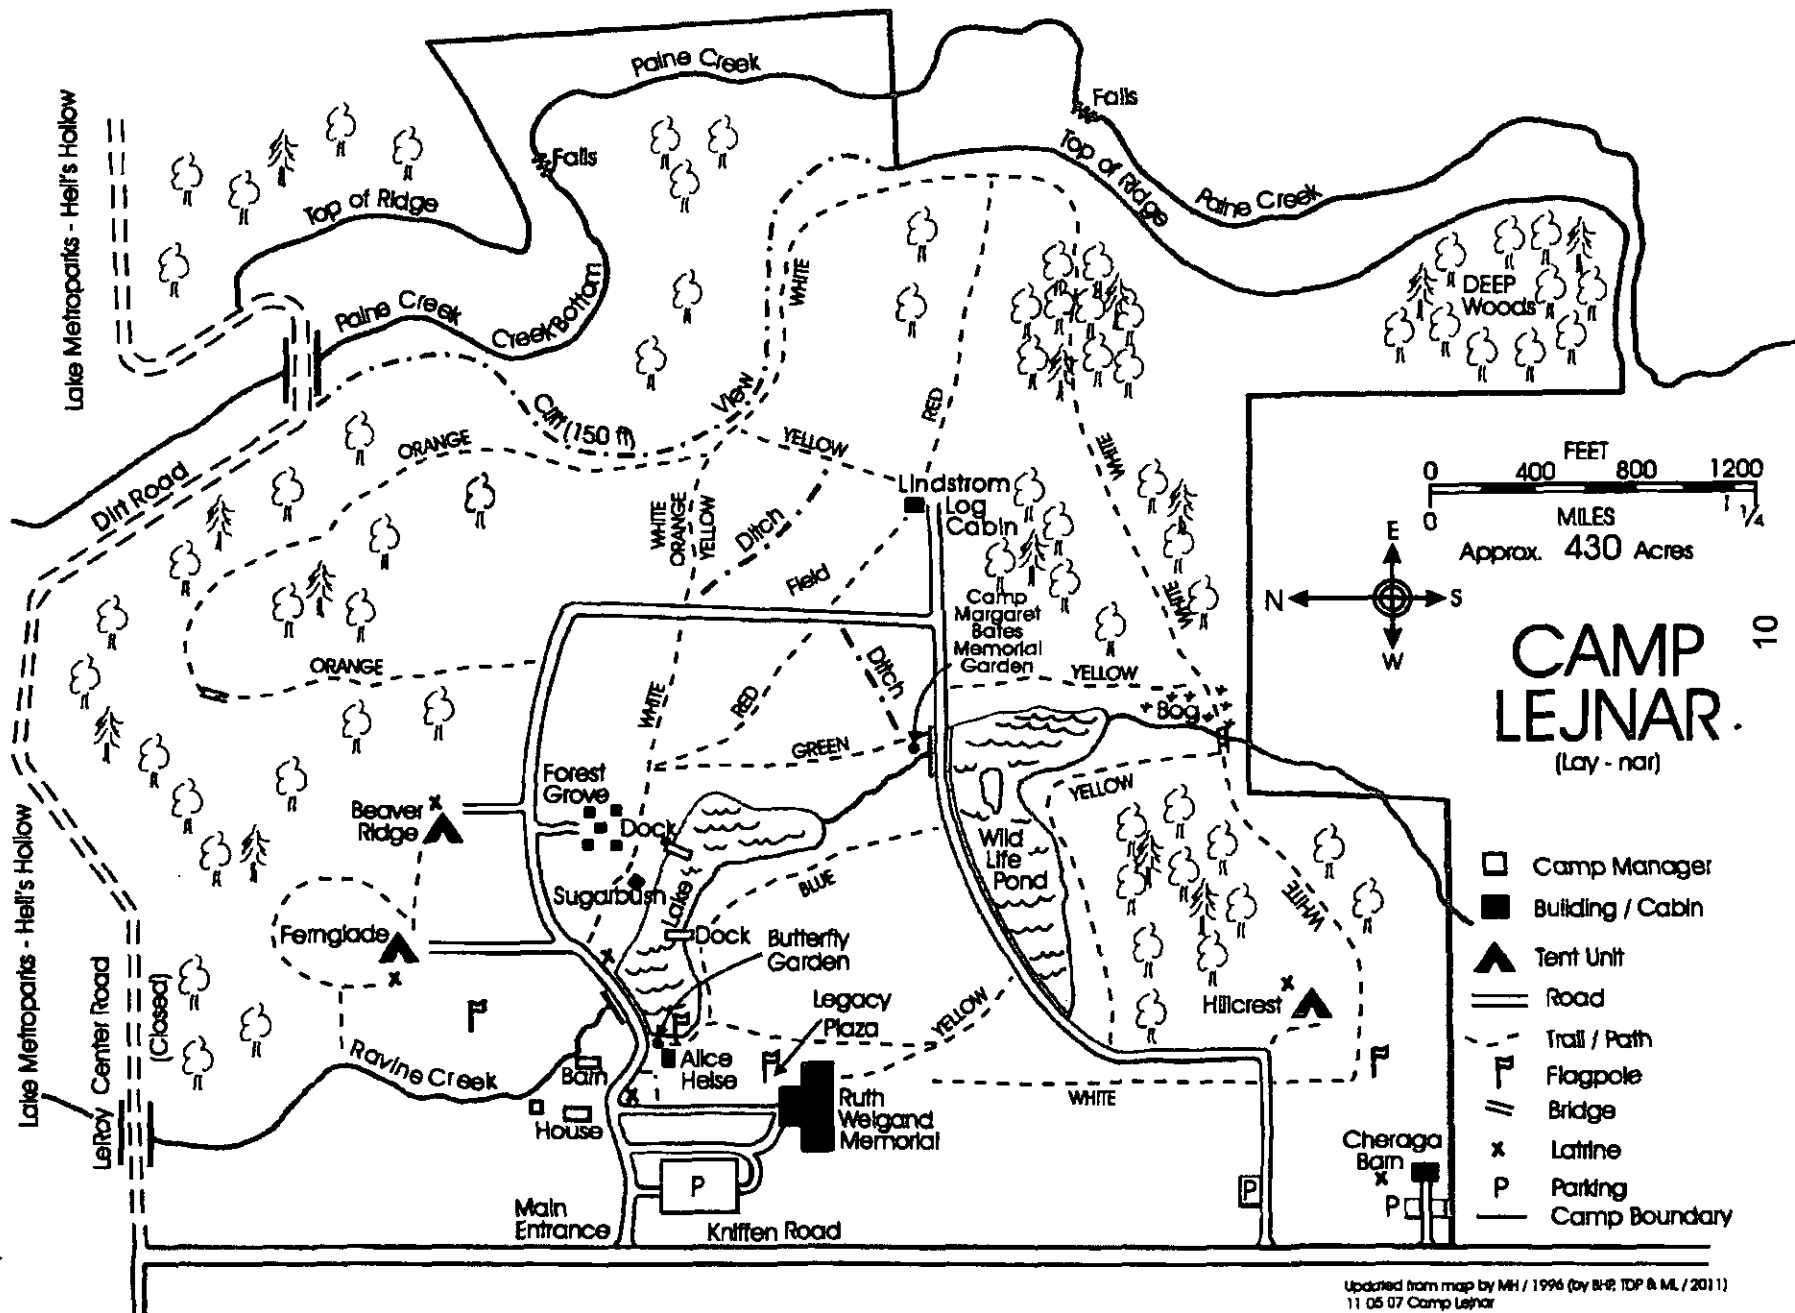 Paine Creek
Falls
Lake Metroparks - Hell's Hollow
Falls
Top of Ridge
Top of Ridge
Paine Creek
WHITE
Paine Creek
Creek Bottom
DEEP
Woods
Cliff (150 ft)
View
ORANGE
YELLOW
RED
WHITE
FEET
0 400 800 1200
0 1/4
MILES
Approx. 430 Acres
Dirt Road
Lindstrom
Log
Cabin
WHITE
ORANGE
YELLOW
Ditch
Field
Camp
Margaret
Bates
Memorial
Garden
WHITE
E
N S
W
10
CAMP
LEJNAR
(Lay - nar)
ORANGE
WHITE
RED
Ditch
YELLOW
Bog
GREEN
Forest
Grove
YELLOW
Beaver
Ridge
Dock
Wild
Life
Pond
Sugarbush
Lake
BLUE
WHITE
Fernglade
Dock
Butterfly
Garden
Hillcrest
Legacy
Plaza
YELLOW
Lake Metroparks - Hell's Hollow
LeRoy Center Road
(Closed)
Ravine Creek
Barn
Alice
Heise
House
Ruth
Weigand
Memorial
WHITE
Cheraga
Barn
P
P
P
Main
Entrance
Kniffen Road
Camp Manager
Building / Cabin
Tent Unit
Road
Trail / Path
Flagpole
Bridge
Latrine
P Parking
Camp Boundary
Updated from map by MH / 1996 (by BHP, TDP & ML / 2011)
11 05 07 Camp Lejnar